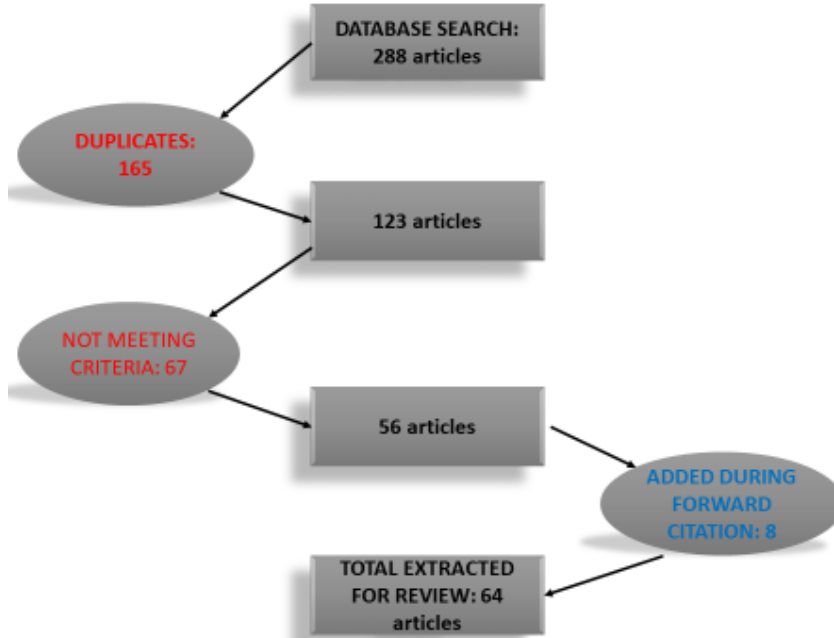 DATABASE SEARCH:
288 articles
DUPLICATES:
165
123 articles
NOT MEETING
CRITERIA: 67
56 articles
ADDED DURING
FORWARD
CITATION: 8
TOTAL EXTRACTED
FOR REVIEW: 64
articles